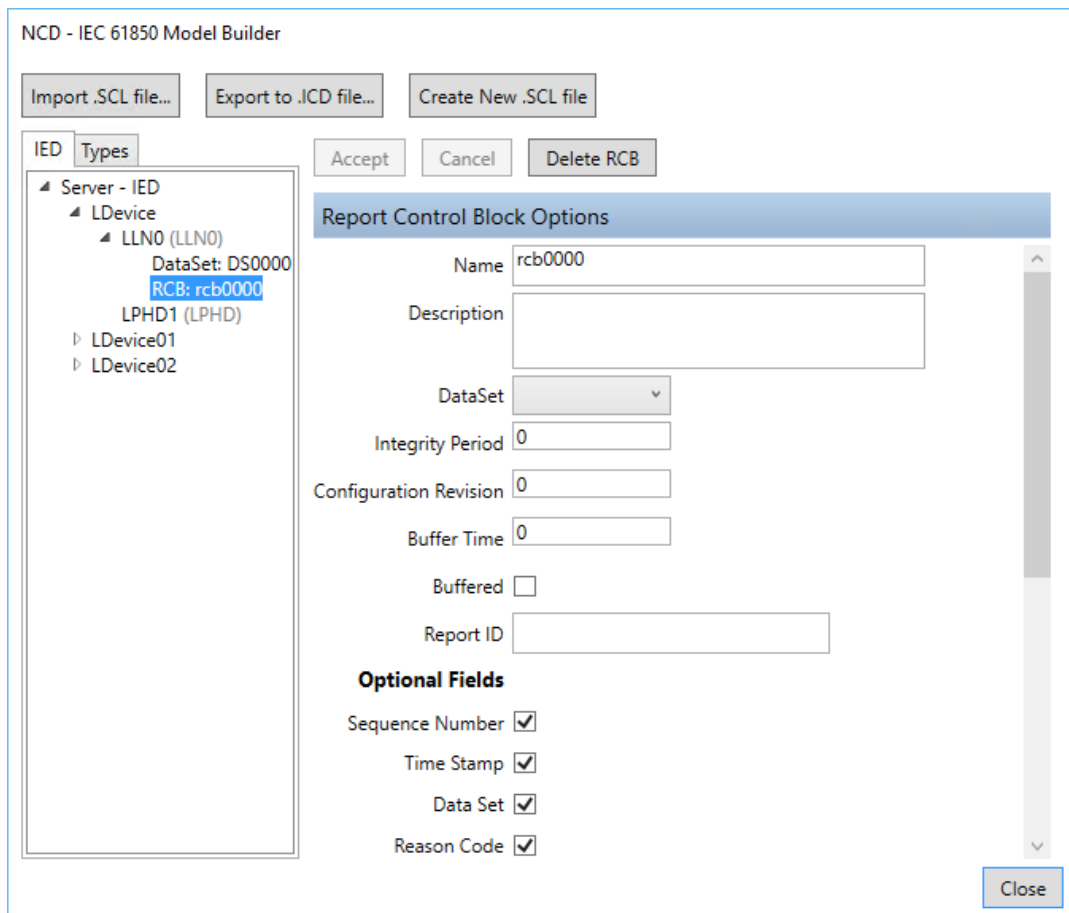 NCD - IEC 61850 Model Builder
Import .SCL file... Export to .ICD file... Create New .SCL file
IED Types
Server - IED
LDevice
LLN0 (LLN0)
DataSet: DS0000
RCB: rcb0000
LPHD1 (LPHD)
LDevice01
LDevice02
Accept Cancel Delete RCB
Report Control Block Options
Name rcb0000
Description
DataSet
Integrity Period 0
Configuration Revision 0
Buffer Time 0
Buffered
Report ID
Optional Fields
Sequence Number
Time Stamp
Data Set
Reason Code
Close